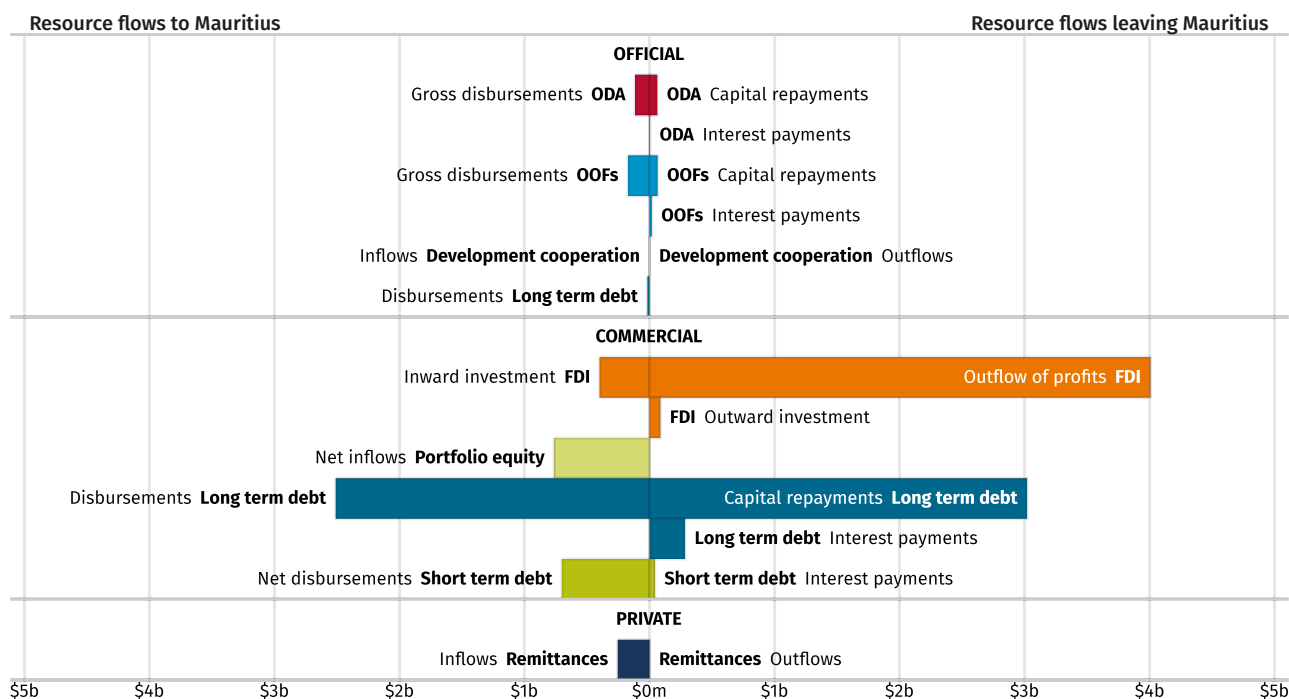 Resource flows to Mauritius Resource flows leaving Mauritius
OFFICIAL
Gross disbursements ODA ODA Capital repayments
ODA Interest payments
Gross disbursements OOFs OOFs Capital repayments
OOFs Interest payments
Inflows Development cooperation Development cooperation Outflows
Disbursements Long term debt
COMMERCIAL
Inward investment FDI Outflow of profits FDI
FDI Outward investment
Net inflows Portfolio equity
Disbursements Long term debt Capital repayments Long term debt
Long term debt Interest payments
Net disbursements Short term debt Short term debt Interest payments
PRIVATE
Inflows Remittances Remittances Outflows
$5b $4b $3b $2b $1b $0m $1b $2b $3b $4b $5b